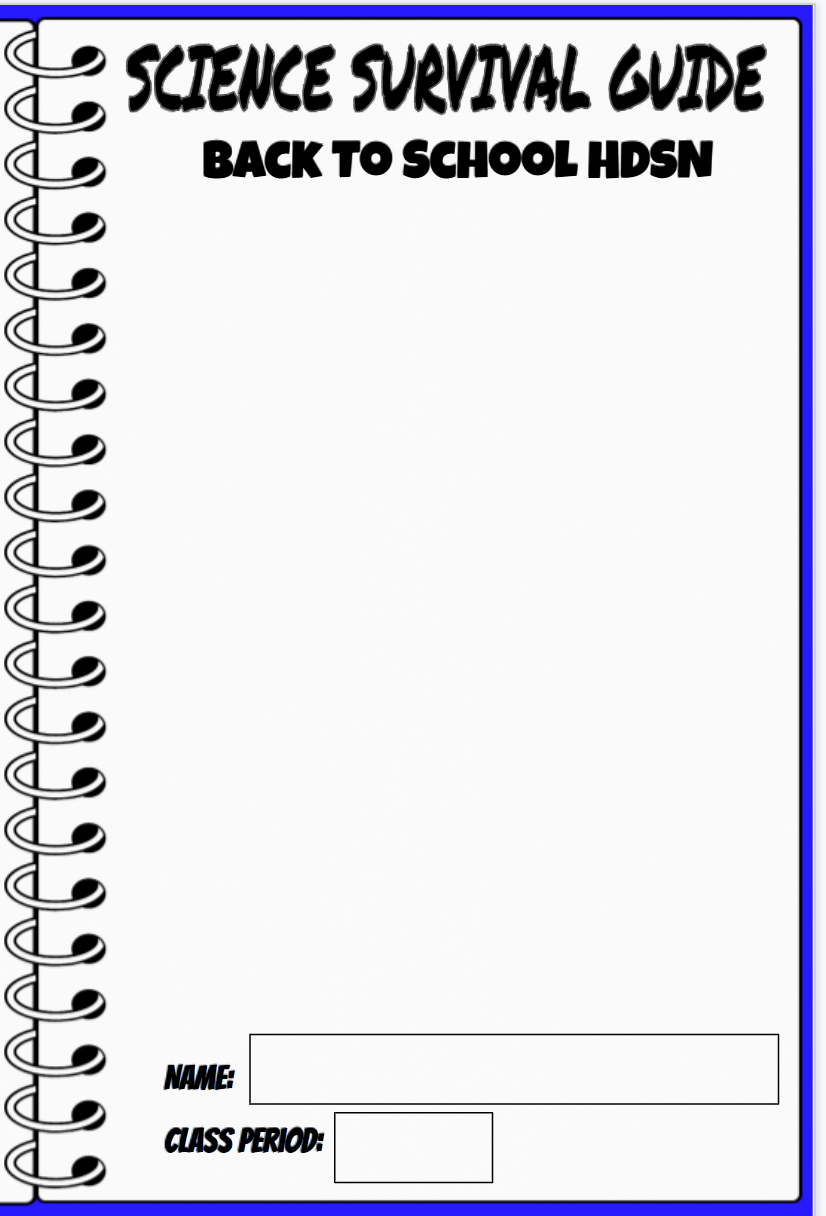 SCIENCE SURVIVAL GUIDE
BACK TO SCHOOL HDSN
NAME:
CLASS PERIOD: